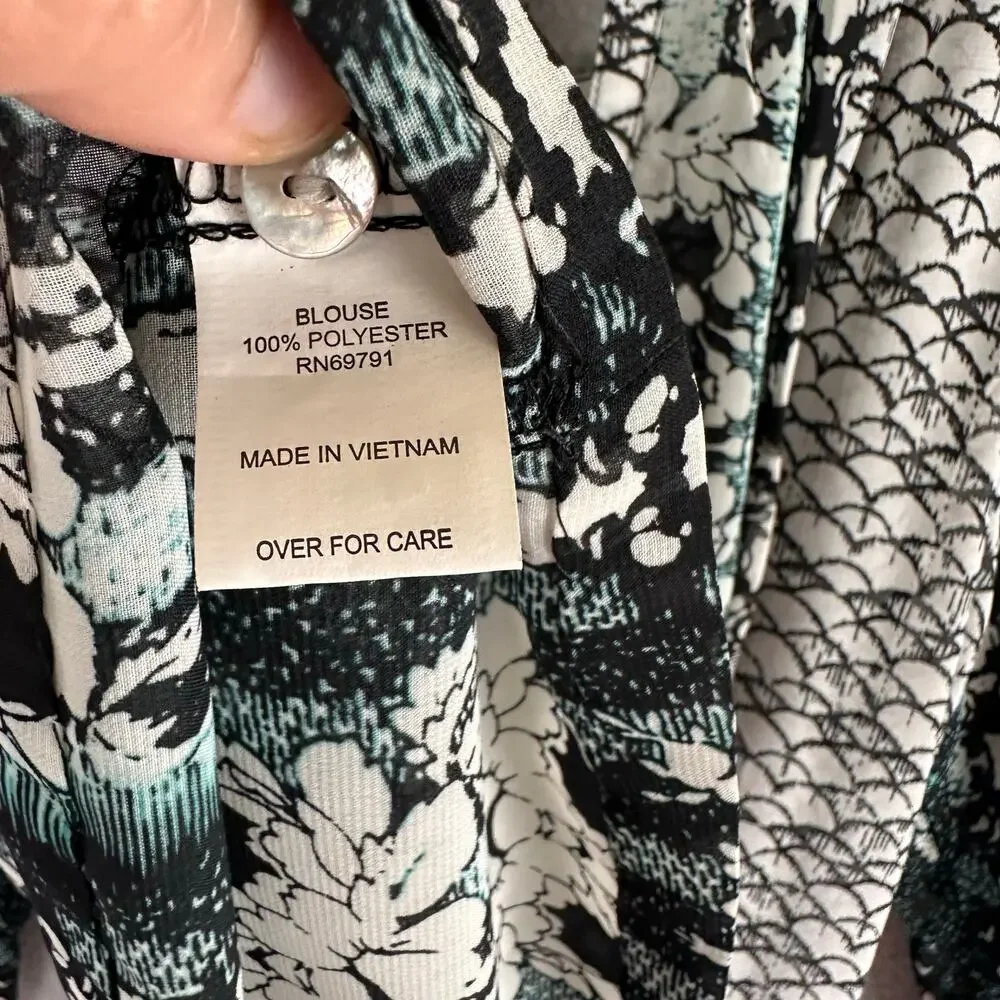 BLOUSE
100% POLYESTER
RN69791
MADE IN VIETNAM
OVER FOR CARE